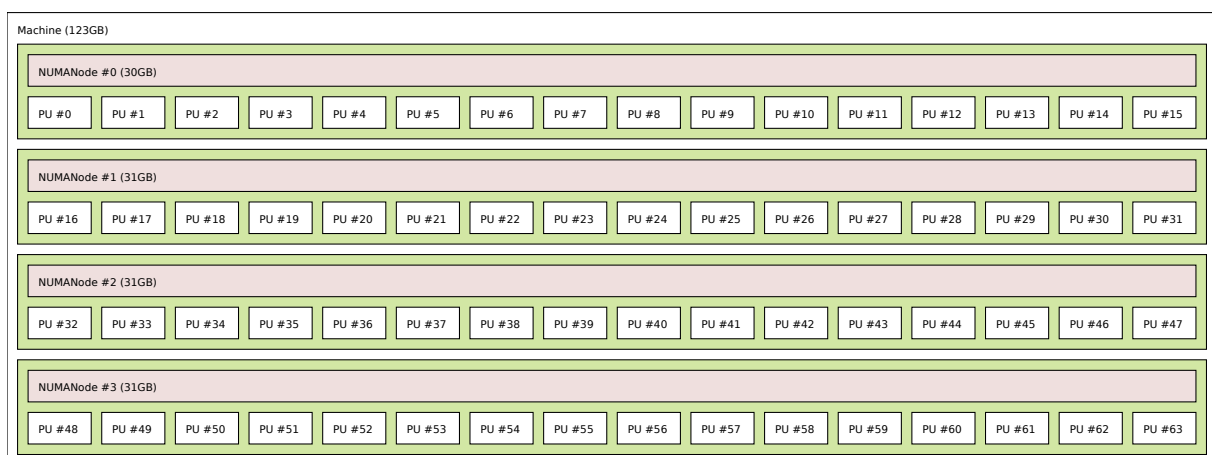 Machine (123GB)
NUMANode #0 (30GB)
PU #0 PU #1 PU #2 PU #3 PU #4 PU #5 PU #6 PU #7 PU #8 PU #9 PU #10 PU #11 PU #12 PU #13 PU #14 PU #15
NUMANode #1 (31GB)
PU #16 PU #17 PU #18 PU #19 PU #20 PU #21 PU #22 PU #23 PU #24 PU #25 PU #26 PU #27 PU #28 PU #29 PU #30 PU #31
NUMANode #2 (31GB)
PU #32 PU #33 PU #34 PU #35 PU #36 PU #37 PU #38 PU #39 PU #40 PU #41 PU #42 PU #43 PU #44 PU #45 PU #46 PU #47
NUMANode #3 (31GB)
PU #48 PU #49 PU #50 PU #51 PU #52 PU #53 PU #54 PU #55 PU #56 PU #57 PU #58 PU #59 PU #60 PU #61 PU #62 PU #63